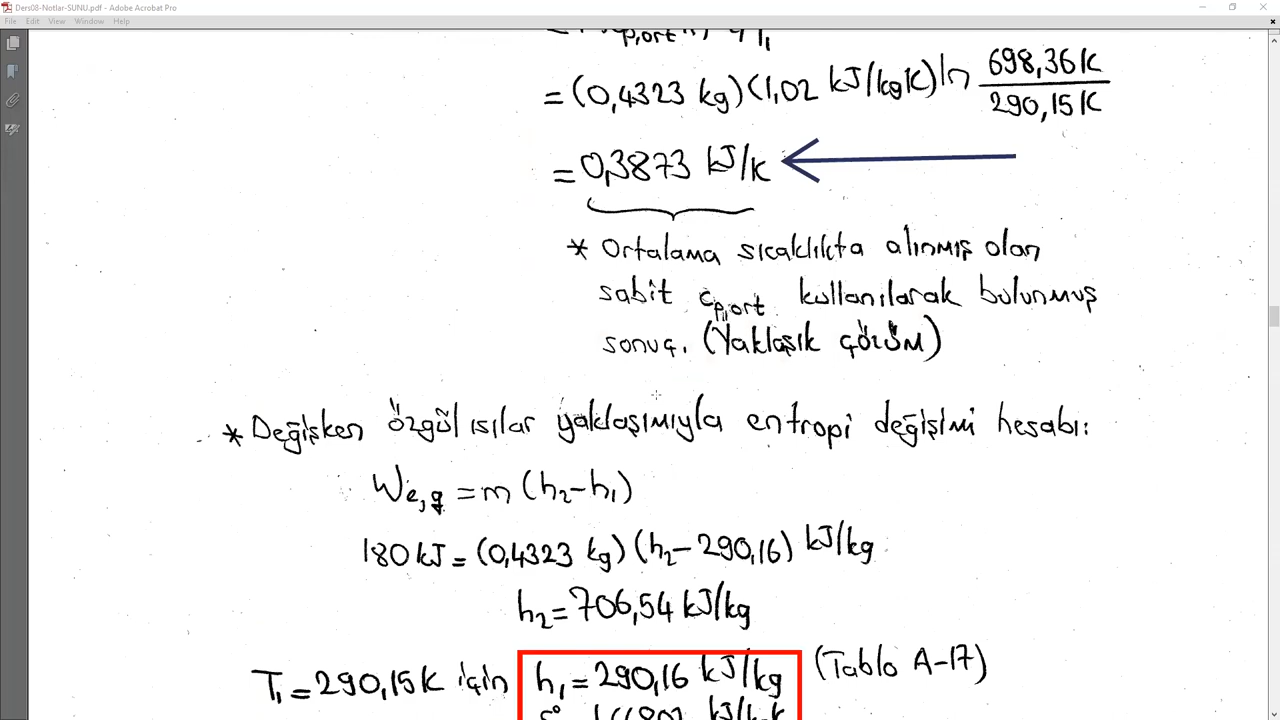 Ders08-Notlar-SUNU.pdf - Adobe Acrobat Pro
File Edit View Window Help
= (0,4323 kg) (1,02 kJ/kgK) ln 698,36K / 290,15K
= 0,3873 kJ/K
* Ortalama sıcaklıkta alınmış olan
sabit cp,ort kullanılarak bulunmuş
sonuç. (Yaklaşık çözüm)
* Değişken özgül ısılar yaklaşımıyla entropi değişimi hesabı:
We,g = m (h2-h1)
180 kJ = (0,4323 kg) (h2-290,16) kJ/kg
h2 = 706,54 kJ/kg
T1 = 290,15K için h1 = 290,16 kJ/kg (Tablo A-17)